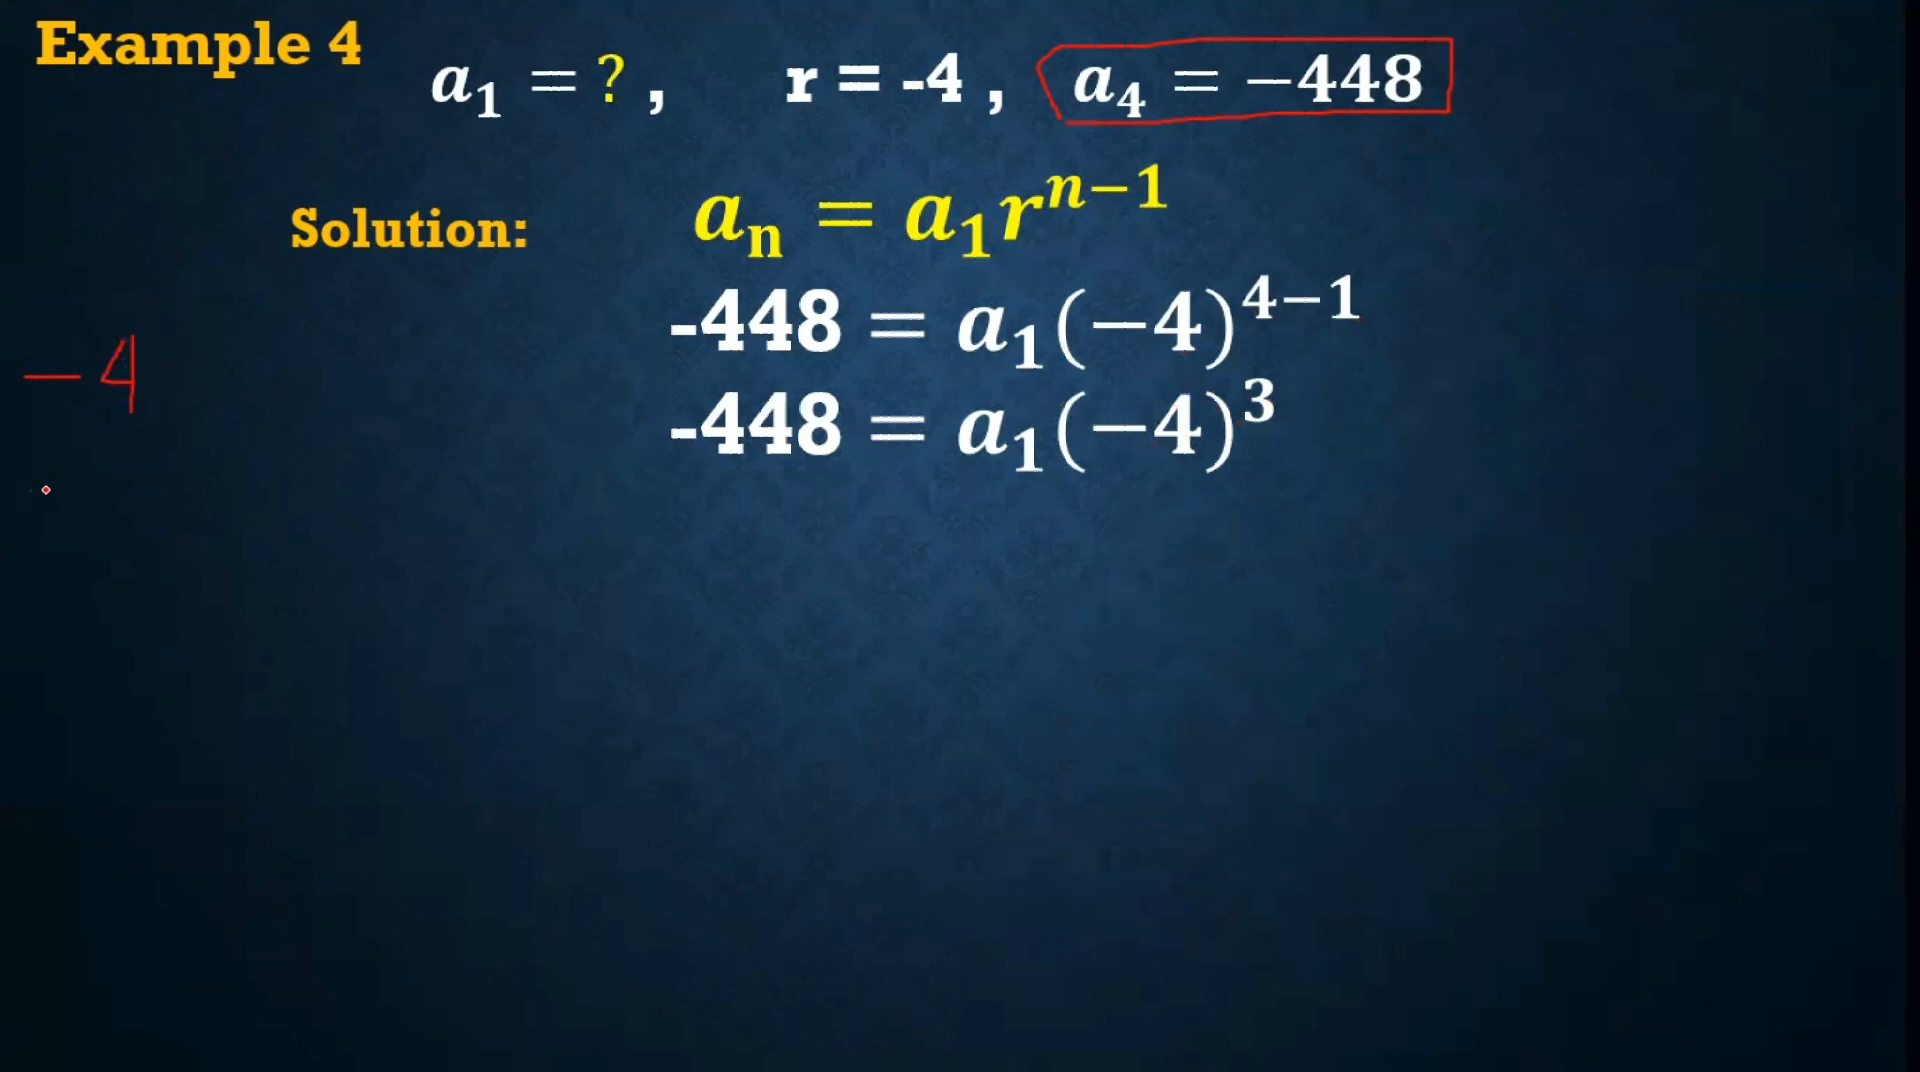 Example 4
a₁ = ? , r = -4 , a₄ = −448
Solution: aₙ = a₁rⁿ⁻¹
-448 = a₁(−4)⁴⁻¹
− 4
-448 = a₁(−4)³